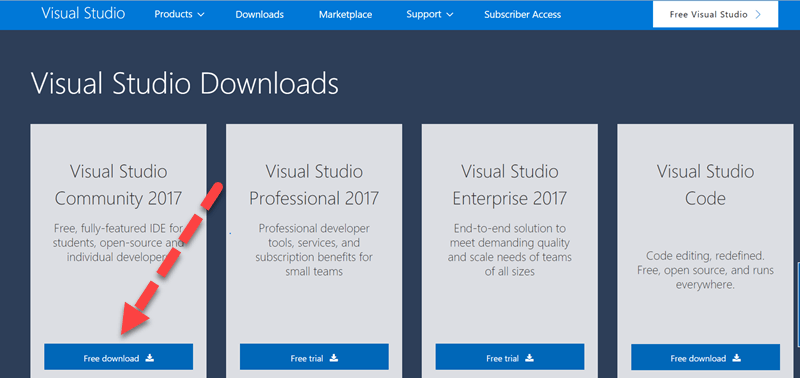 Visual Studio Products Downloads Marketplace Support Subscriber Access Free Visual Studio
Visual Studio Downloads
Visual Studio
Community 2017
Free, fully-featured IDE for
students, open-source and
individual developer
Free download
Visual Studio
Professional 2017
Professional developer
tools, services, and
subscription benefits for
small teams
Free trial
Visual Studio
Enterprise 2017
End-to-end solution to
meet demanding quality
and scale needs of teams
of all sizes
Free trial
Visual Studio
Code
Code editing, redefined.
Free, open source, and runs
everywhere.
Free download